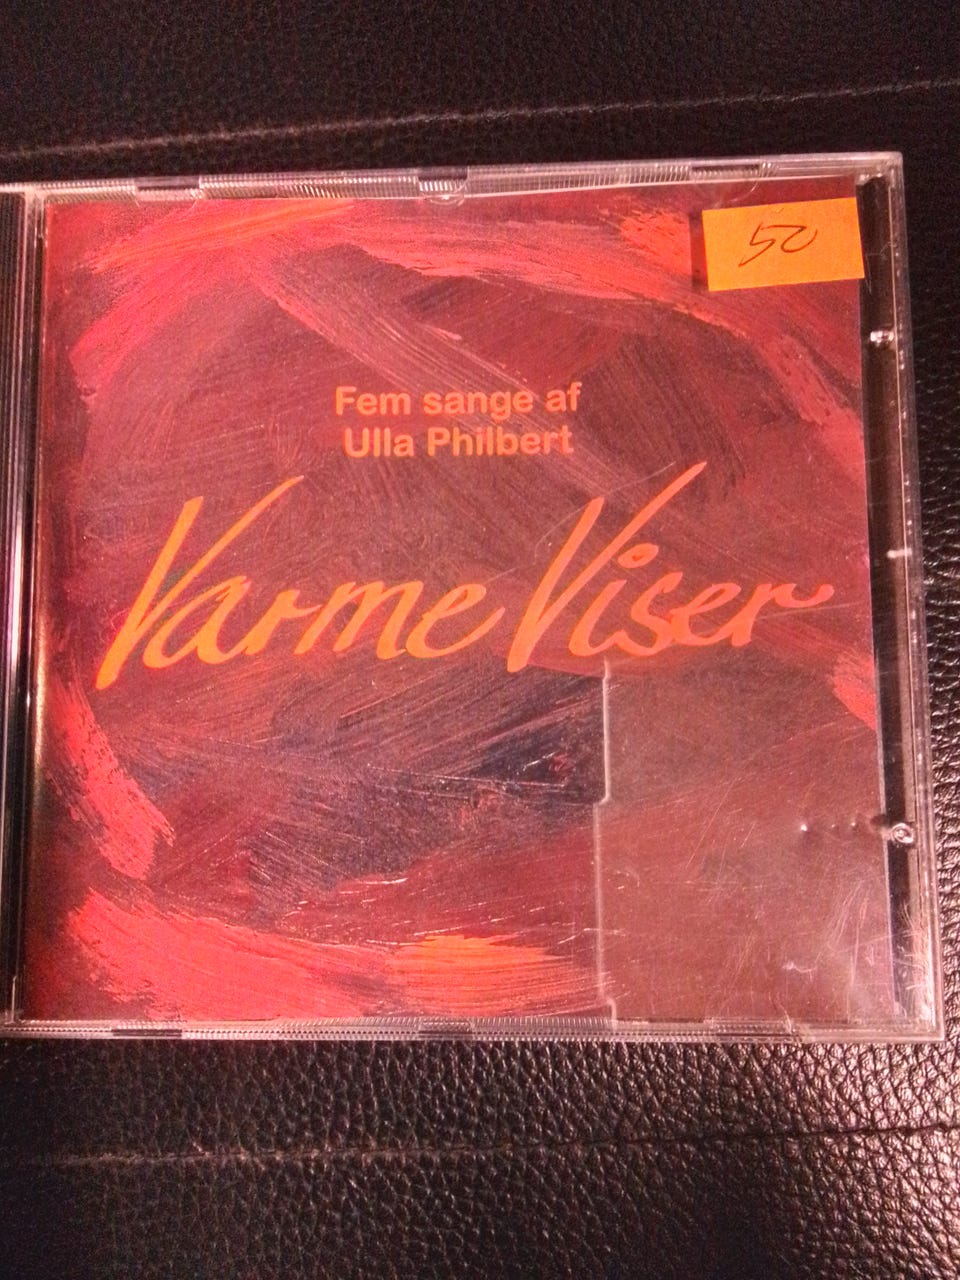 50
Fem sange af
Ulla Philbert
Varme Viser